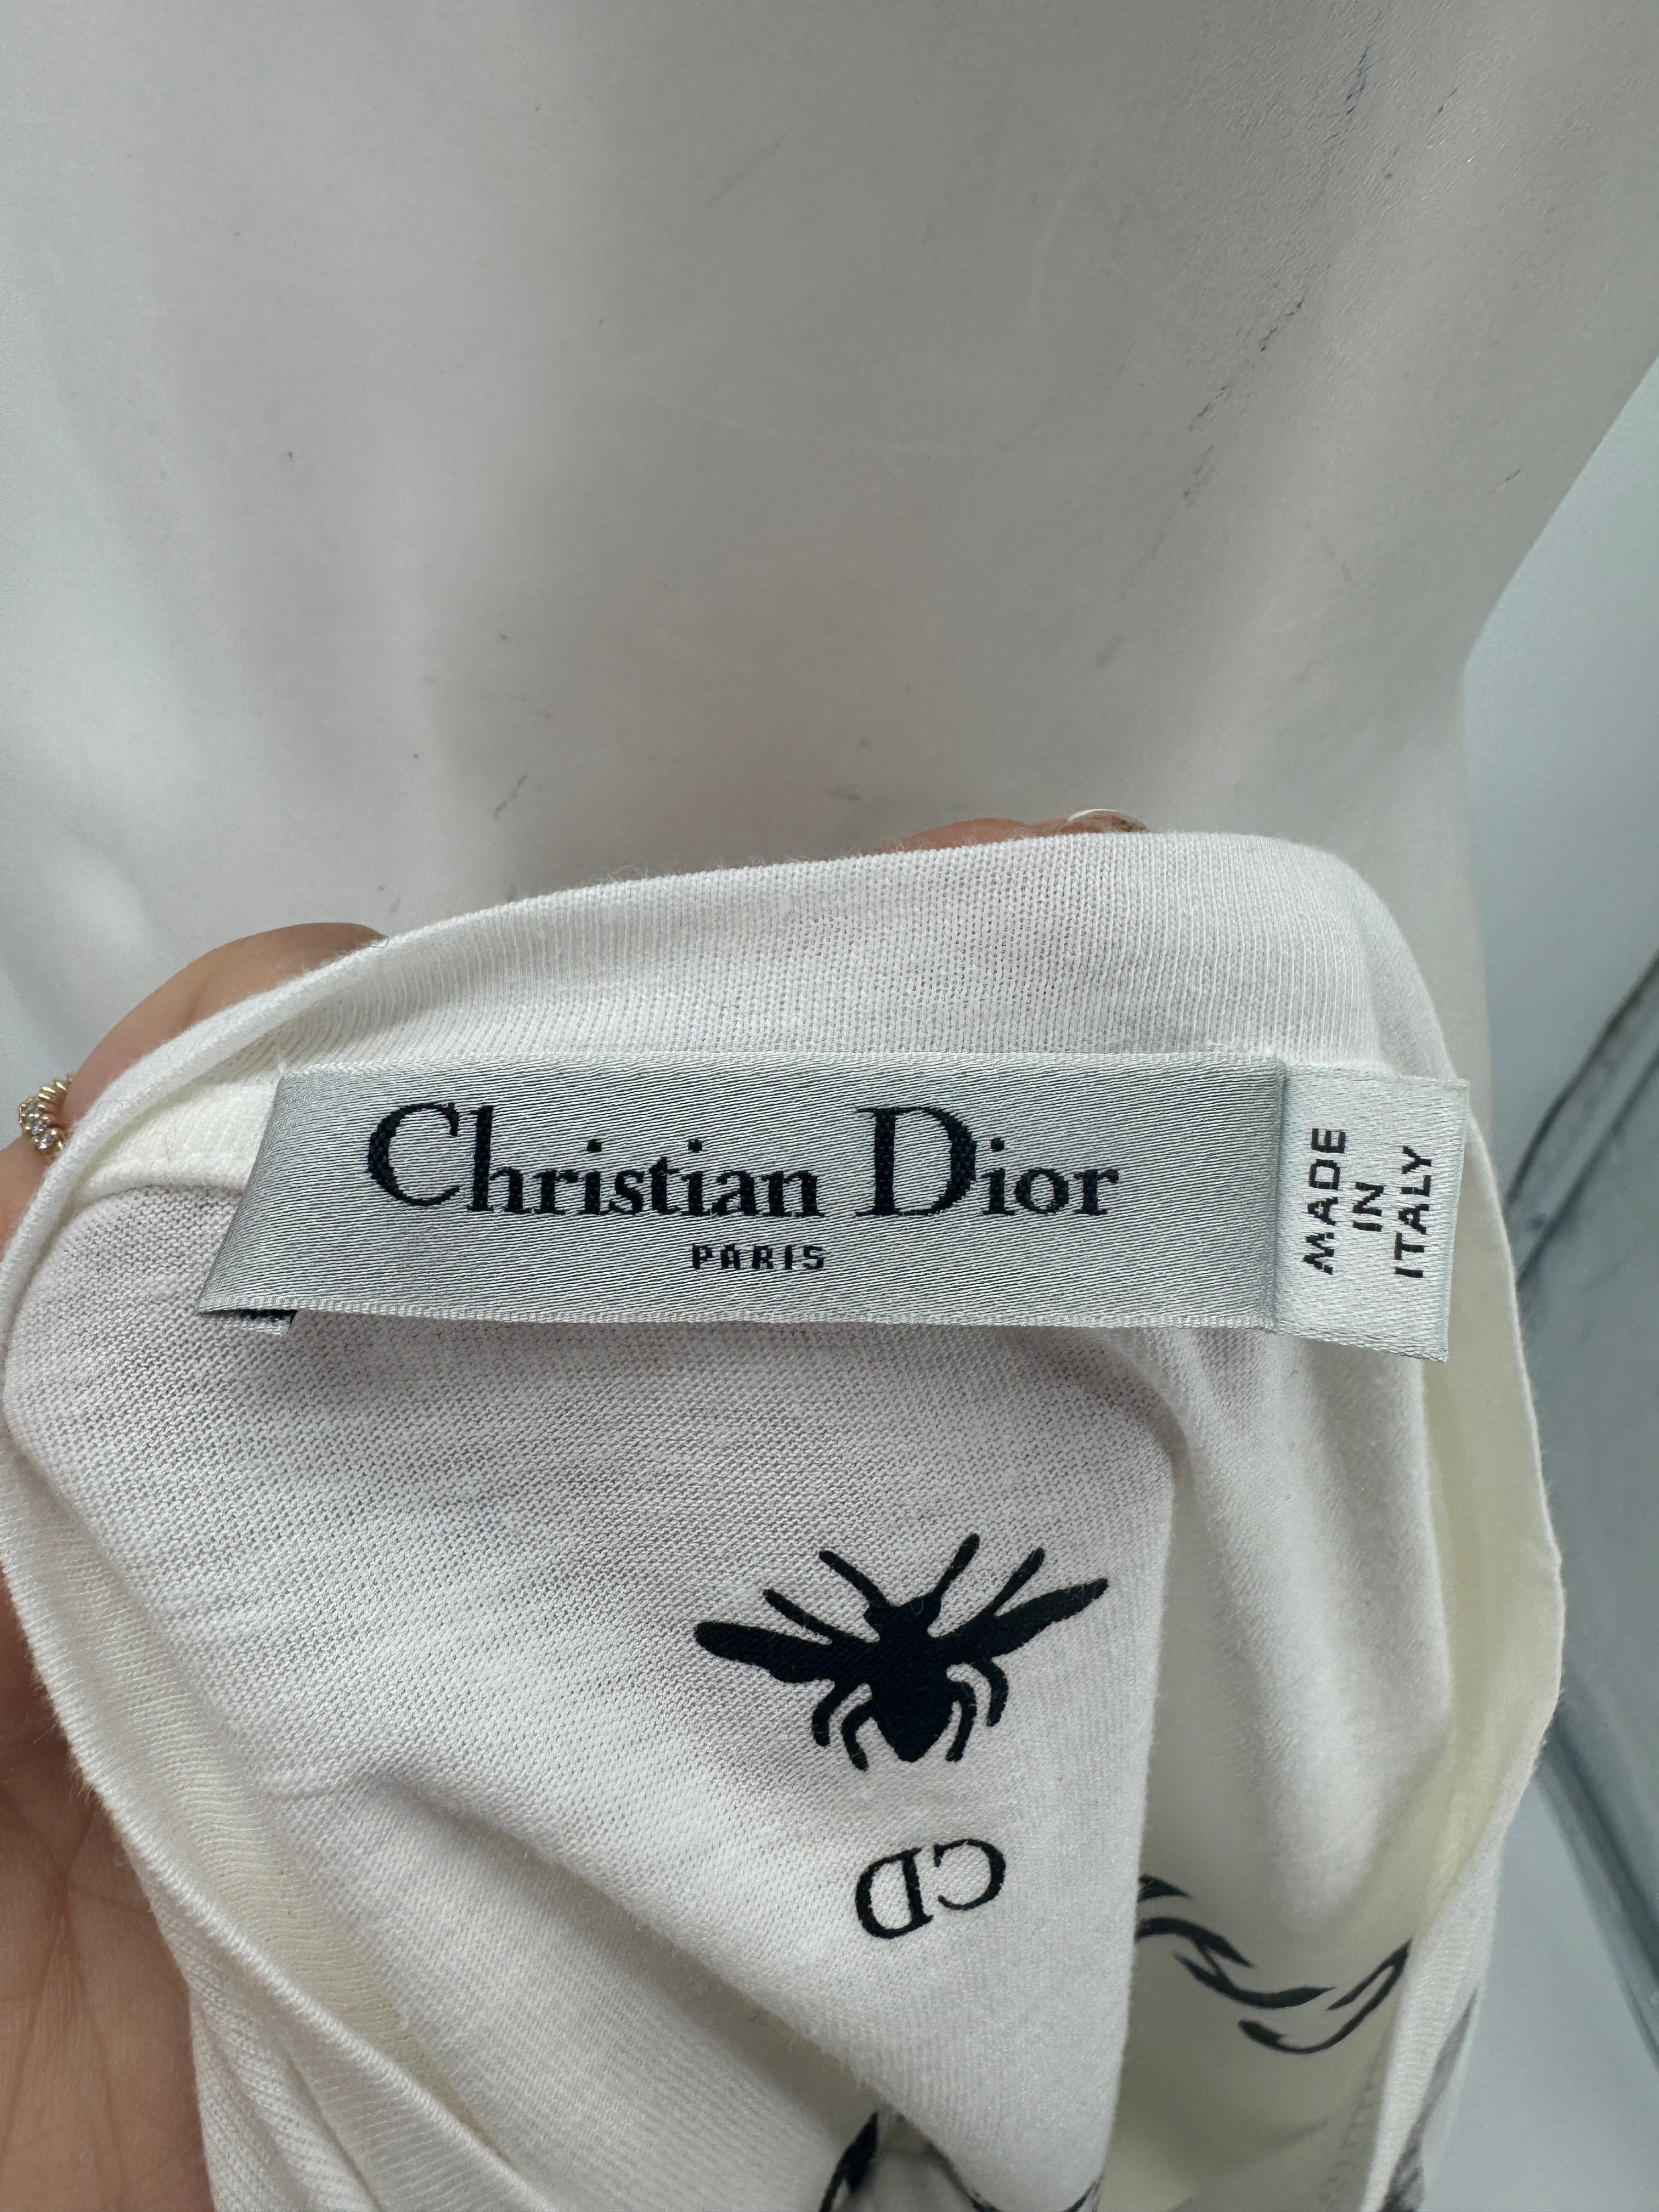 Christian Dior
PARIS
MADE
IN
ITALY
CD